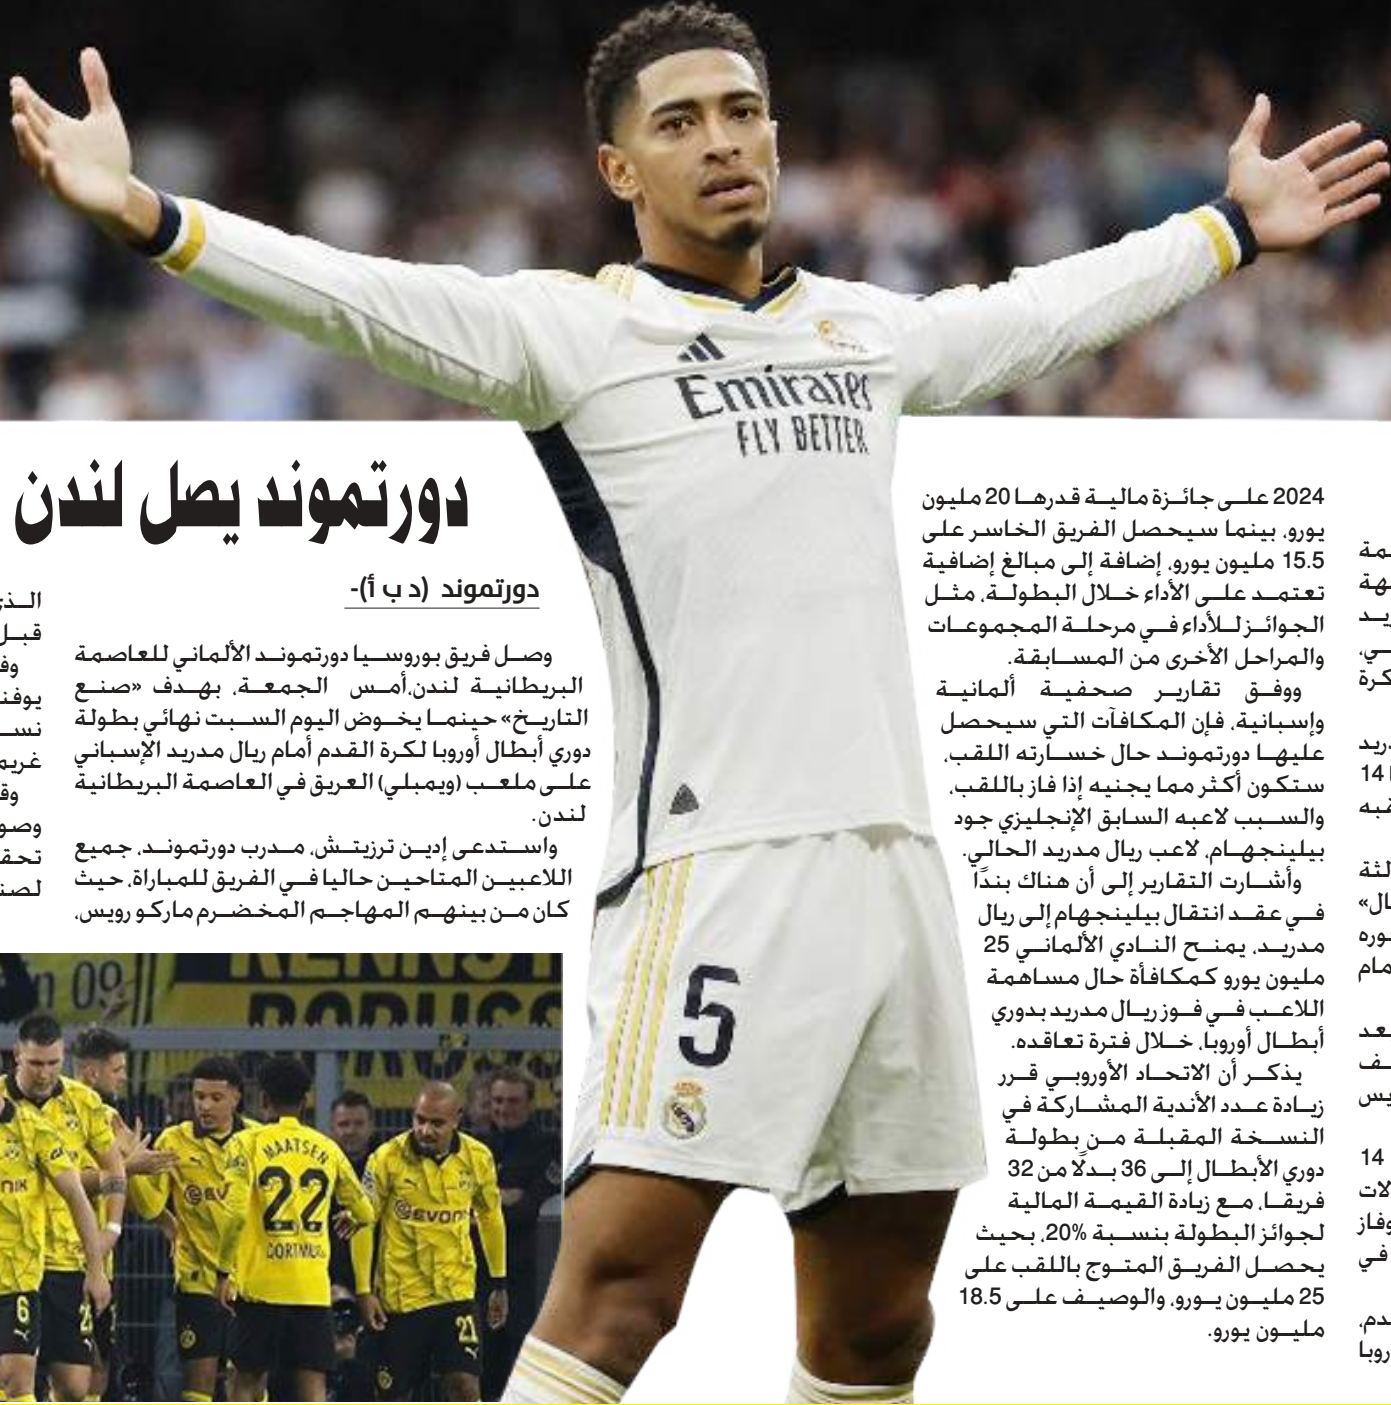 مة
هة
2024 على جائزة مالية قدرها 20 مليون
يورو، بينما سيحصل الفريق الخاسر على
15.5 مليون يورو، إضافة إلى مبالغ إضافية
تعتمد على الأداء خلال البطولة، مثل
الجوائز للأداء في مرحلة المجموعات
والمراحل الأخرى من المسابقة.
ووفق تقارير صحفية ألمانية
وإسبانية، فإن المكافآت التي سيحصل
عليها دورتموند حال خسارته اللقب،
ستكون أكثر مما يجنيه إذا فاز باللقب،
والسبب لاعبه السابق الإنجليزي جود
بيلينجهام، لاعب ريال مدريد الحالي.
وأشارت التقارير إلى أن هناك بنداً
في عقد انتقال بيلينجهام إلى ريال
مدريد، يمنح النادي الألماني 25
مليون يورو كمكافأة حال مساهمة
اللاعب في فوز ريال مدريد بدوري
أبطال أوروبا، خلال فترة تعاقده.
يذكر أن الاتحاد الأوروبي قرر
زيادة عدد الأندية المشاركة في
النسخة المقبلة من بطولة
دوري الأبطال إلى 36 بدلًا من 32
فريقا، مع زيادة القيمة المالية
لجوائز البطولة بنسبة 20%، بحيث
يحصل الفريق المتوج باللقب على
25 مليون يورو، والوصيف على 18.5
مليون يورو.
Emirates
FLY BETTER
5
دورتموند يصل لندن
دورتموند (د ب أ)-
وصل فريق بوروسيا دورتموند الألماني للعاصمة
البريطانية لندن،أمس الجمعة، بهدف «صنع
التاريخ» حينما يخوض اليوم السبت نهائي بطولة
دوري أبطال أوروبا لكرة القدم أمام ريال مدريد الإسباني
على ملعب (ويمبلي) العريق في العاصمة البريطانية
لندن.
واستدعى إدين ترزيتش، مدرب دورتموند، جميع
اللاعبين المتاحين حاليا في الفريق للمباراة، حيث
كان من بينهم المهاجم المخضرم ماركو رويس،
قبل
MAATSEN
22
DORTMUND
6
21